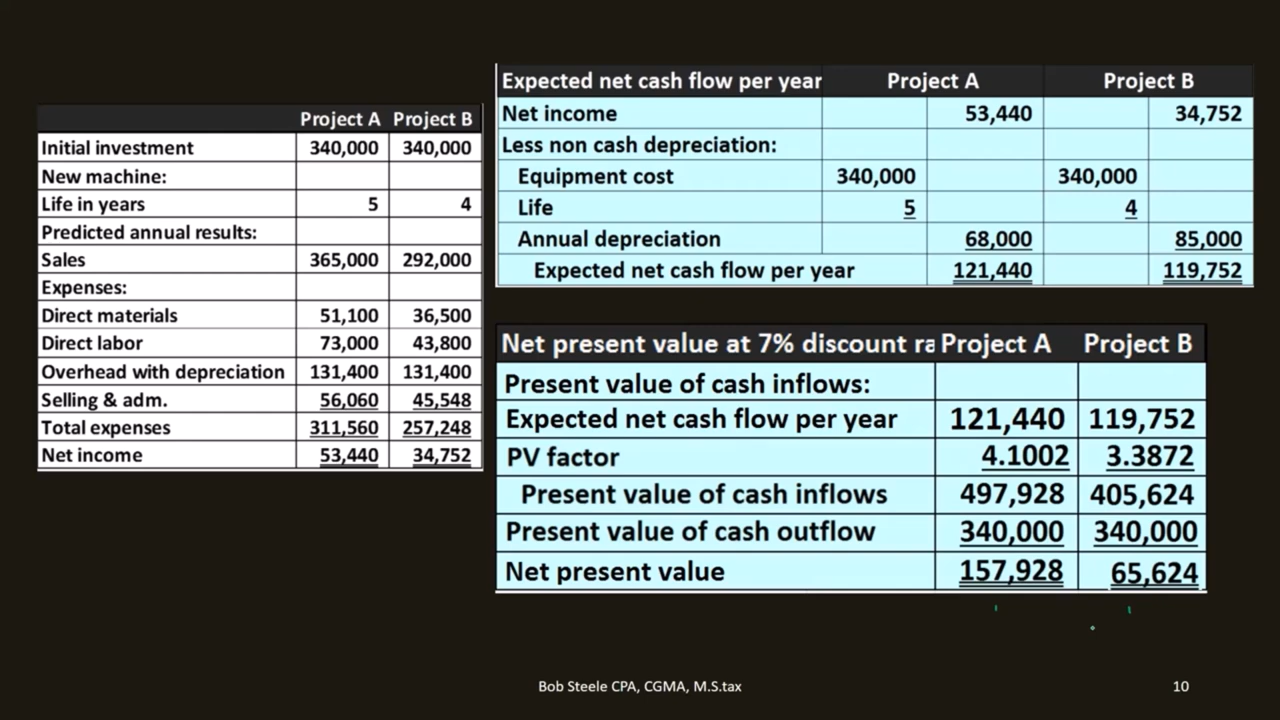 Project A Project B
Initial investment 340,000 340,000
New machine:
Life in years 5 4
Predicted annual results:
Sales 365,000 292,000
Expenses:
Direct materials 51,100 36,500
Direct labor 73,000 43,800
Overhead with depreciation 131,400 131,400
Selling & adm. 56,060 45,548
Total expenses 311,560 257,248
Net income 53,440 34,752
Expected net cash flow per year Project A Project B
Net income 53,440 34,752
Less non cash depreciation:
Equipment cost 340,000 340,000
Life 5 4
Annual depreciation 68,000 85,000
Expected net cash flow per year 121,440 119,752
Net present value at 7% discount ra Project A Project B
Present value of cash inflows:
Expected net cash flow per year 121,440 119,752
PV factor 4.1002 3.3872
Present value of cash inflows 497,928 405,624
Present value of cash outflow 340,000 340,000
Net present value 157,928 65,624
Bob Steele CPA, CGMA, M.S.tax 10